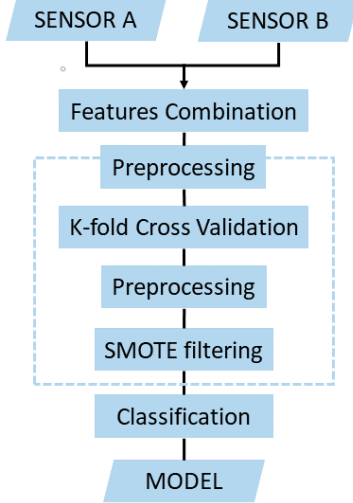 SENSOR A
SENSOR B
Features Combination
Preprocessing
K-fold Cross Validation
Preprocessing
SMOTE filtering
Classification
MODEL